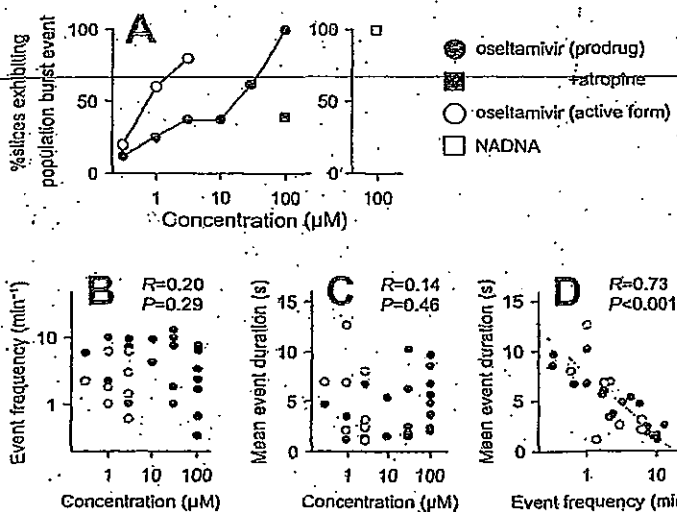 A
%slices exhibiting
population burst event
100
50
0
1
10
100
Concentration (μM)
100
50
0
100
oseltamivir (prodrug)
+atropine
oseltamivir (active form)
NADNA
B
R=0.20
P=0.29
Event frequency (min⁻¹)
10
1
1
10
100
Concentration (μM)
C
R=0.14
P=0.46
Mean event duration (s)
15
10
5
0
1
10
100
Concentration (μM)
D
R=0.73
P<0.001
Mean event duration (s)
15
10
5
0
1
10
Event frequency (min